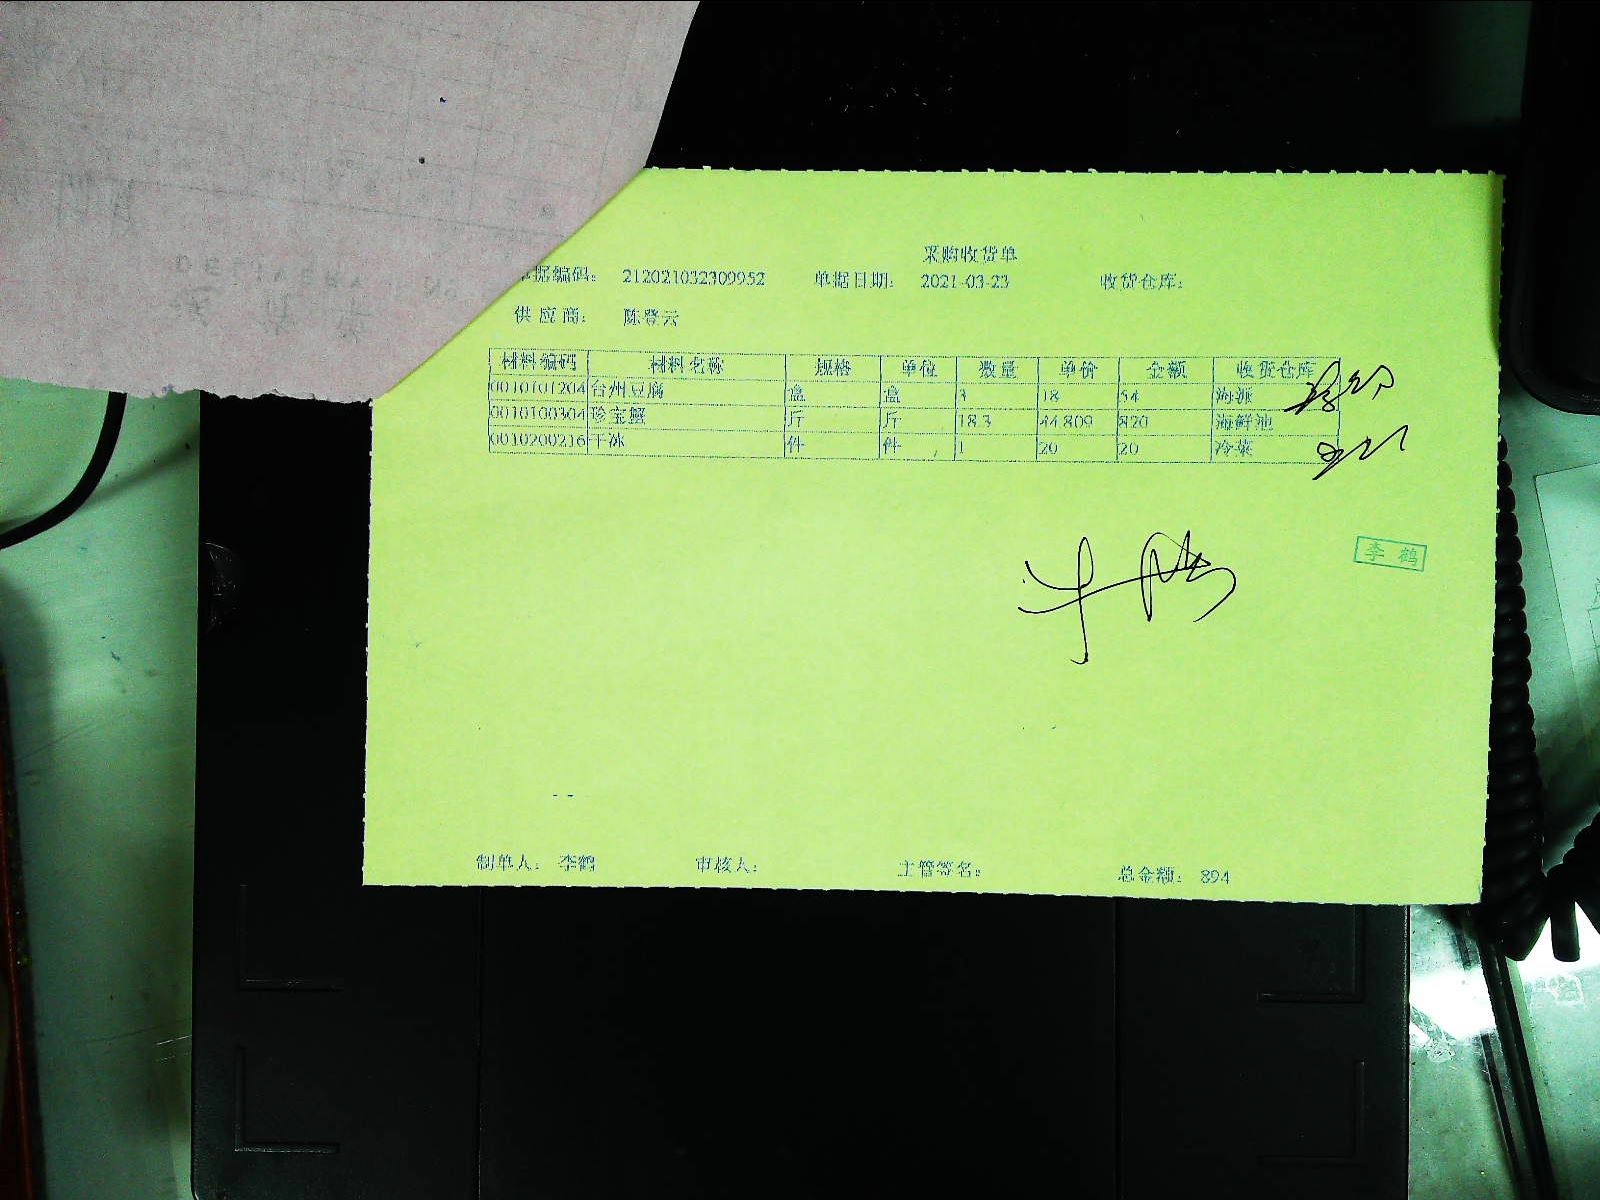 采购收货单
单据编码: 212021032309952 单据日期: 2021-03-23 收货仓库:
供应商: 陈登云
材料编码 材料名称 规格 单位 数量 单价 金额 收货仓库
0010101204 台州豆腐 盒 盒 3 18 54 海派
0010100304 珍宝蟹 斤 斤 18.3 44.809 820 海鲜池
0010200216 干冰 件 件 1 20 20 冷菜
李鹤
制单人: 李鹤 审核人: 主管签名: 总金额: 894